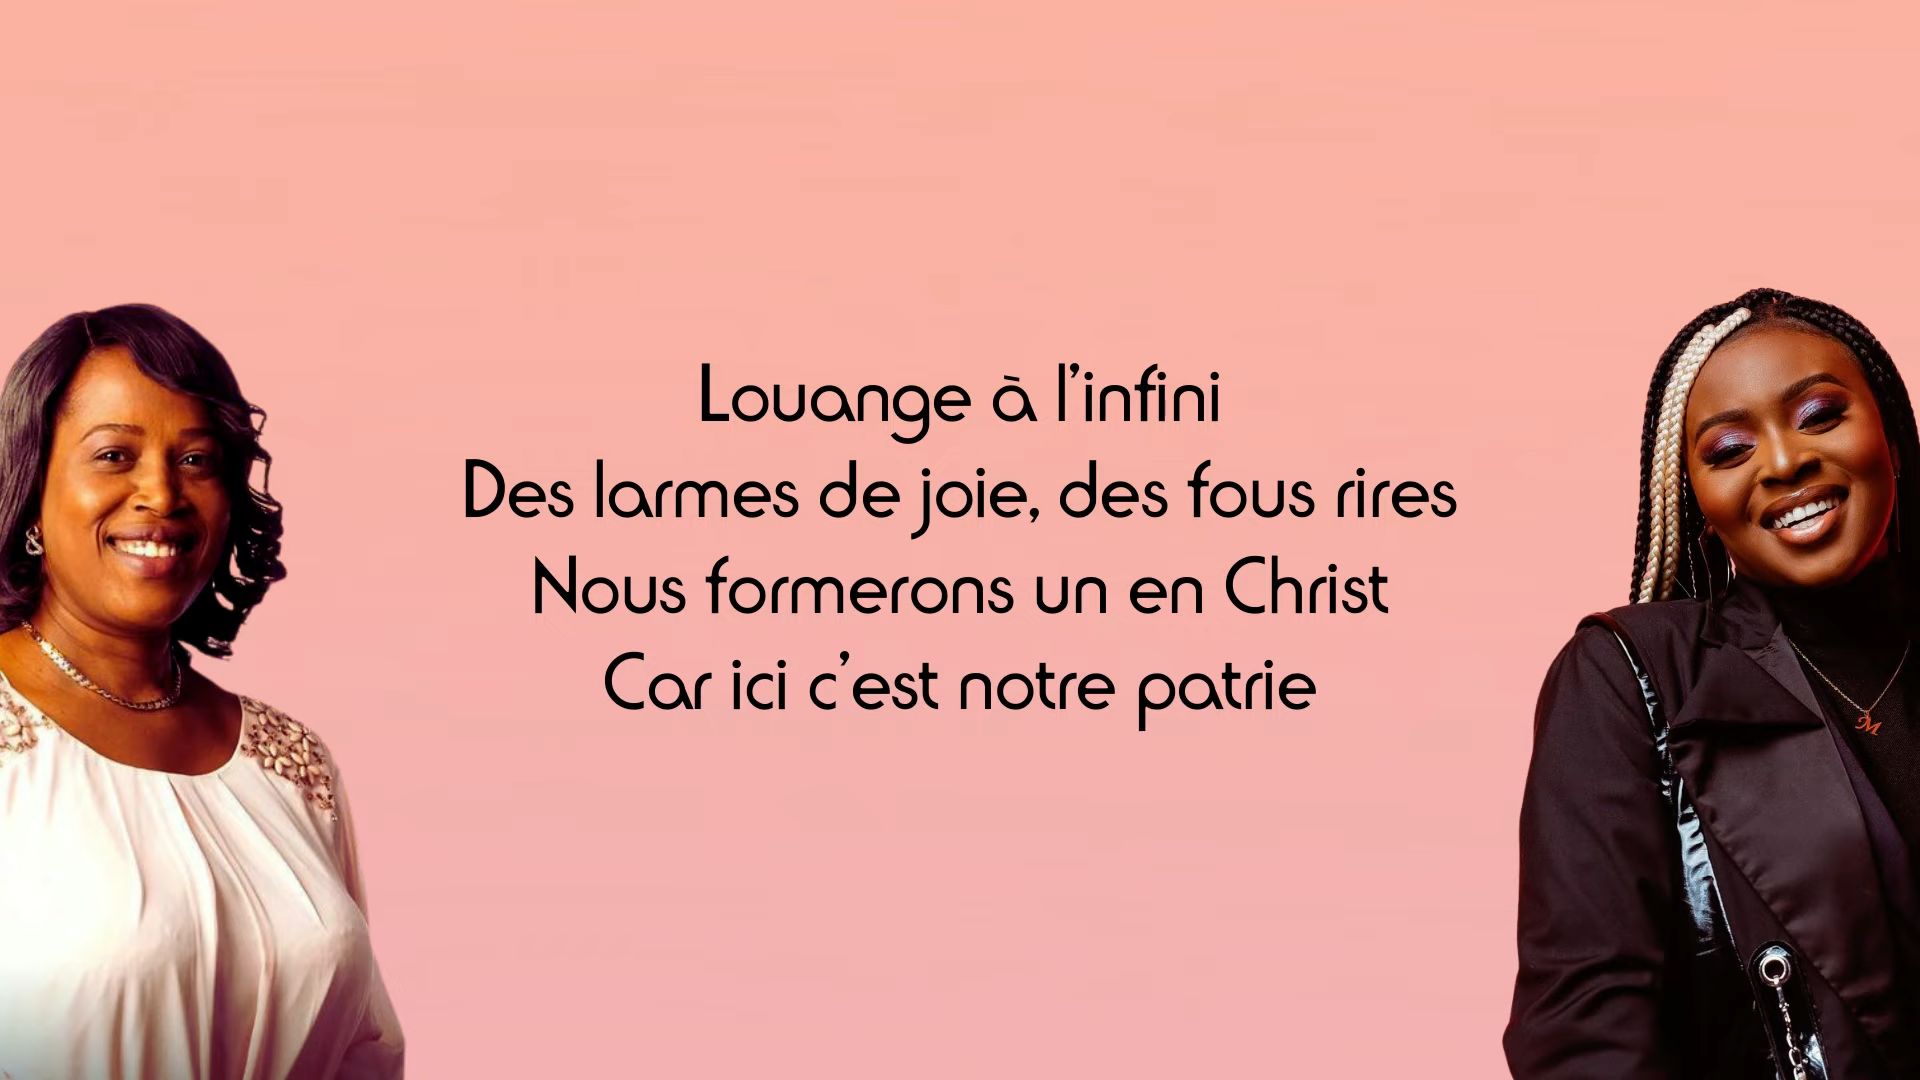 Louange à l’infini
Des larmes de joie, des fous rires
Nous formerons un en Christ
Car ici c’est notre patrie
M